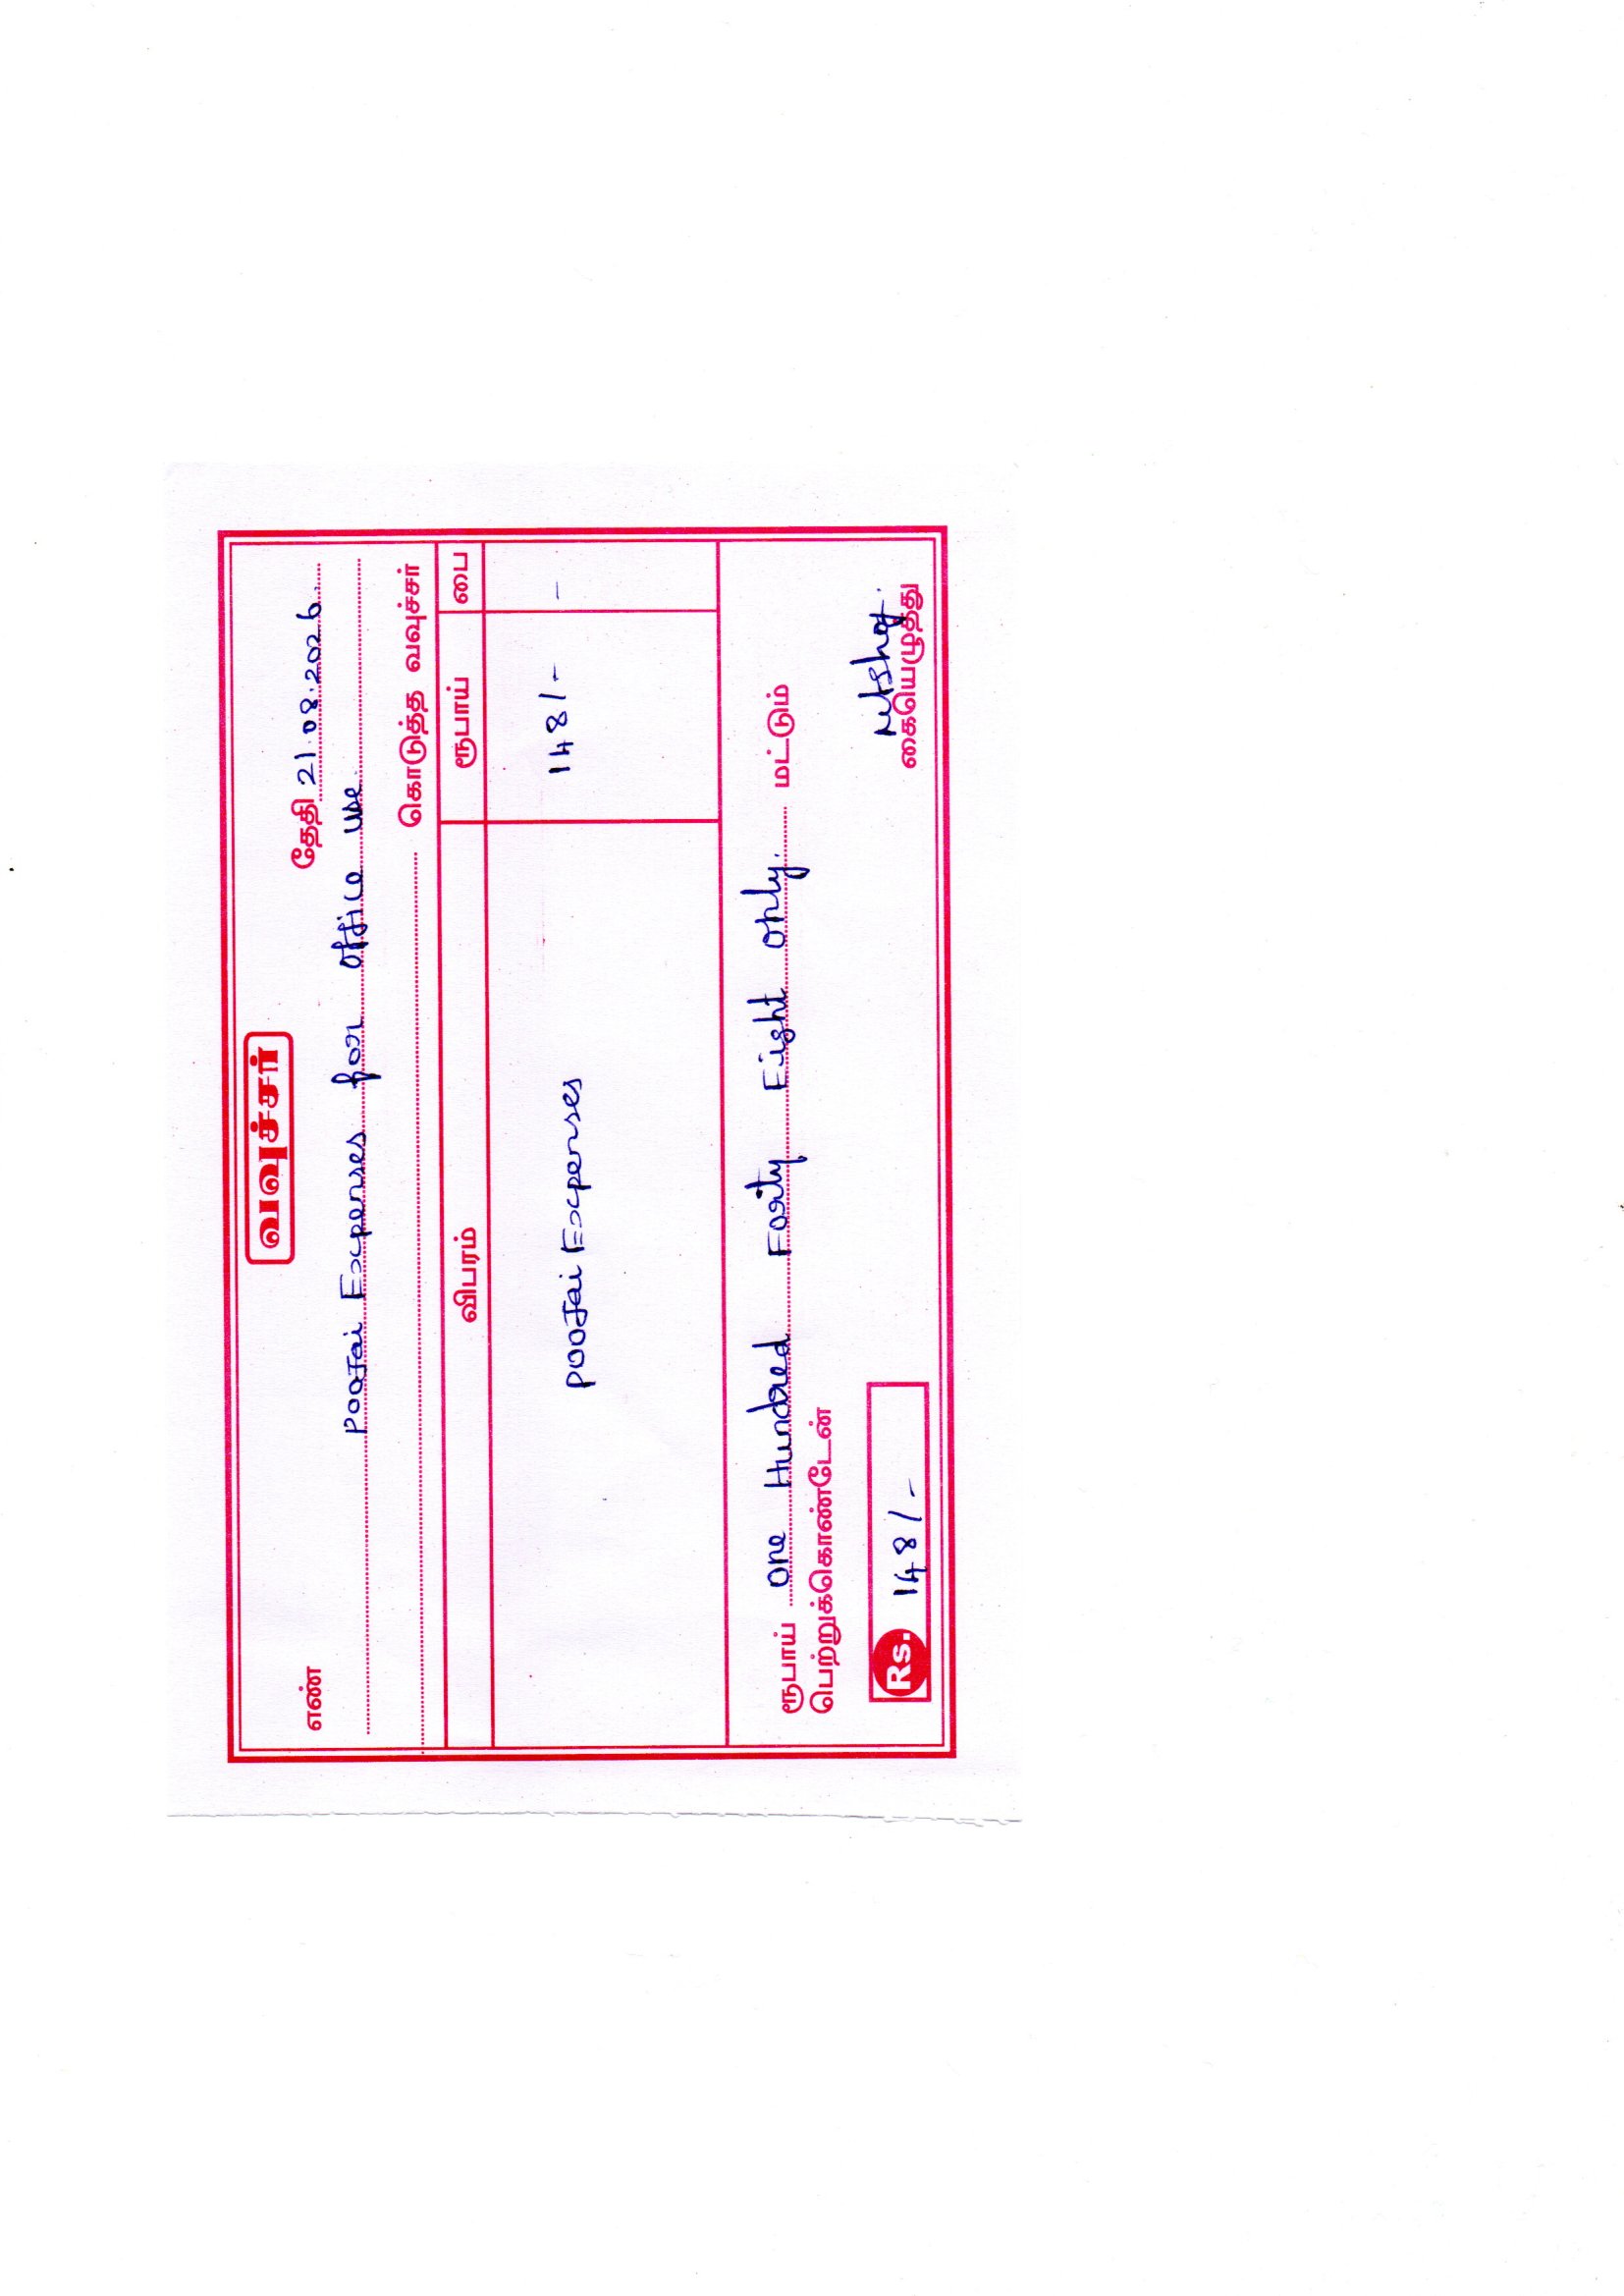 வவுச்சர்
எண் தேதி 21.08.2026.
Poojai Expenses for office use.
கொடுத்த வவுச்சர்
விபரம் ரூபாய் பை
Poojai Expenses 148/- -
ரூபாய் One Hundred Forty Eight only. மட்டும்
பெற்றுக்கொண்டேன்
Rs. 148/-
கையெழுத்து